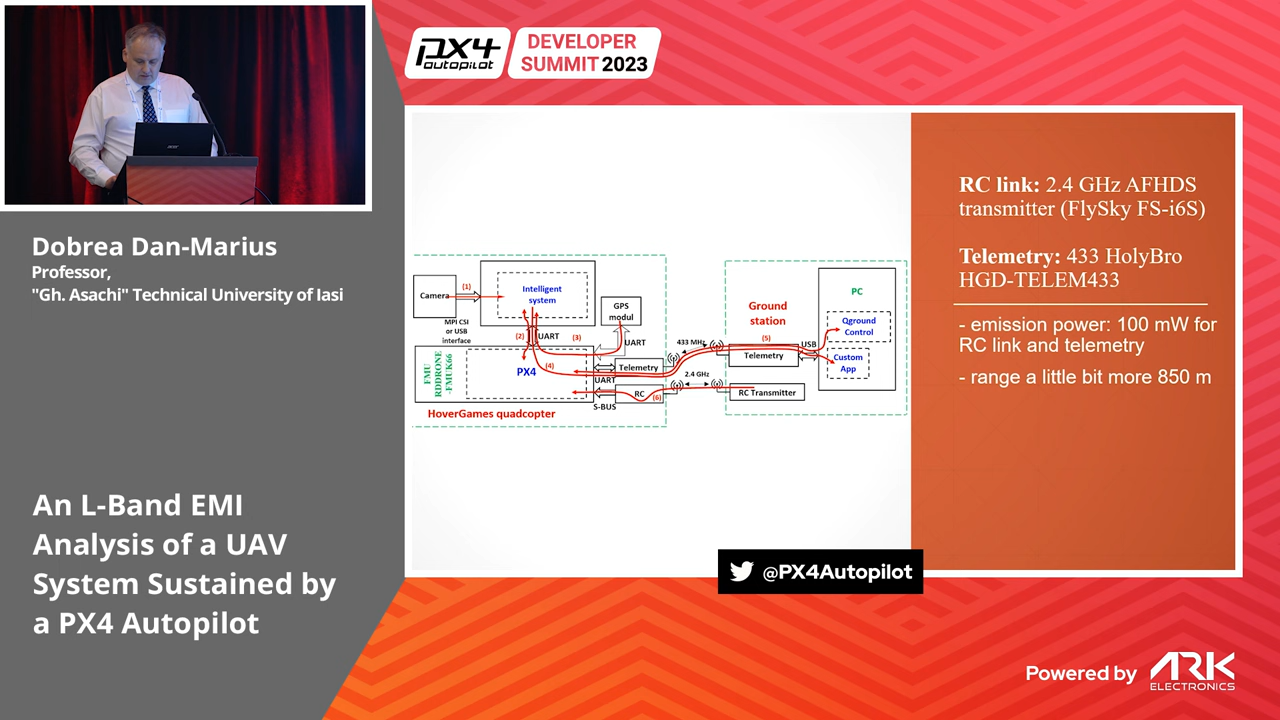 PX4
autopilot
DEVELOPER
SUMMIT 2023
acer
Dobrea Dan-Marius
Professor,
"Gh. Asachi" Technical University of Iasi
An L-Band EMI
Analysis of a UAV
System Sustained by
a PX4 Autopilot
Camera
(1)
MPI CSI
or USB
interface
Intelligent
system
GPS
modul
(2)
UART
(3)
UART
FMU
RDDRONE
-FMUK66
PX4
(4)
Telemetry
UART
RC
(6)
S-BUS
HoverGames quadcopter
433 MHz
2.4 GHz
Ground
station
(5)
Telemetry
USB
RC Transmitter
PC
Qground
Control
Custom
App
RC link: 2.4 GHz AFHDS
transmitter (FlySky FS-i6S)
Telemetry: 433 HolyBro
HGD-TELEM433
- emission power: 100 mW for
RC link and telemetry
- range a little bit more 850 m
@PX4Autopilot
Powered by
ARK
ELECTRONICS